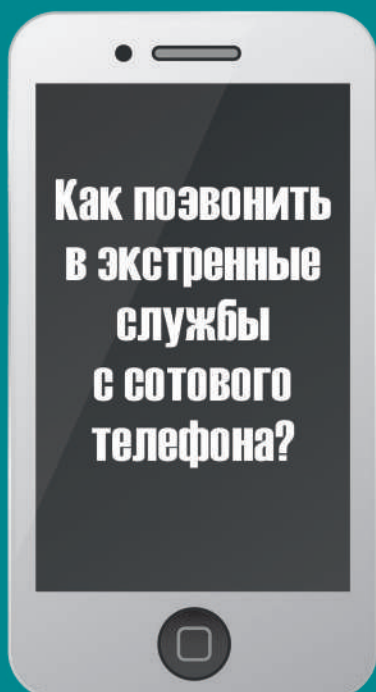 Как позвонить
в экстренные
службы
с сотового
телефона?